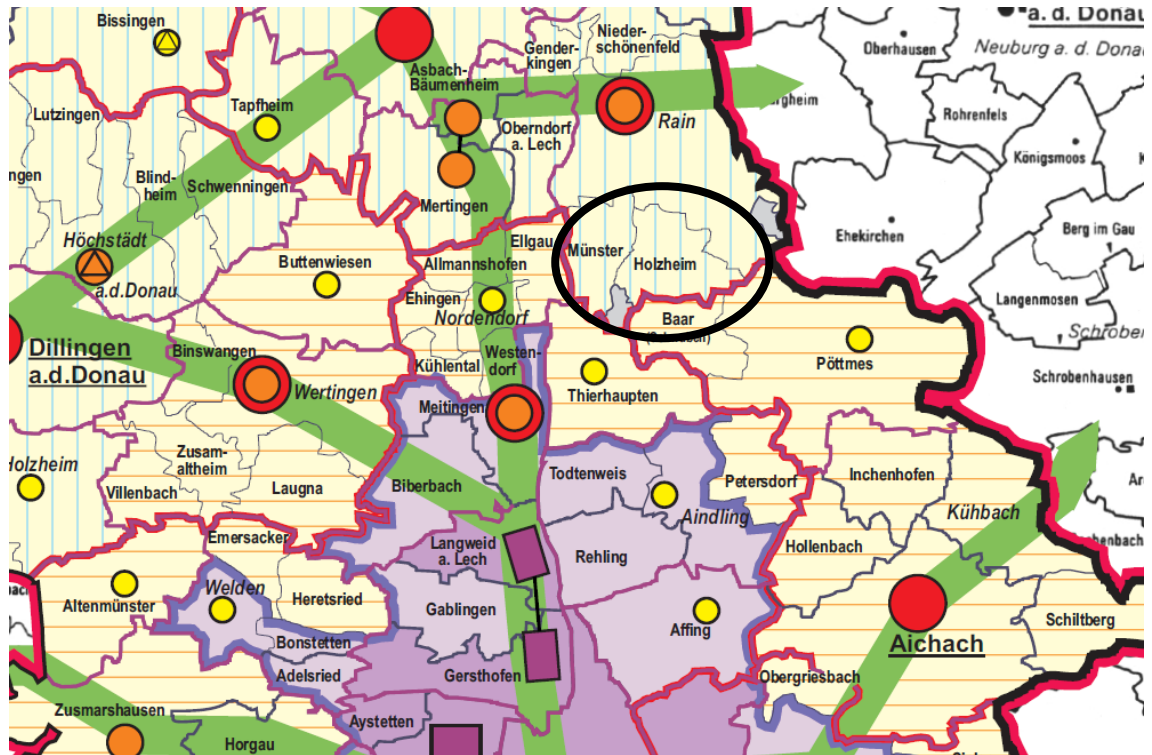 Bissingen
a. d. Donau
Nieder-
schönenfeld
Gender-
kingen
Oberhausen
Neuburg a. d. Donau
Asbach-
Bäumenheim
Lutzingen
Tapfheim
Rain
Rohrenfels
Oberndorf
a. Lech
Königsmoos
Blind-
heim
Schwenningen
Mertingen
Höchstädt
a.d.Donau
Ellgau
Münster
Holzheim
Ehekirchen
Berg im Gau
Buttenwiesen
Allmannshofen
Ehingen
Nordendorf
Langenmosen
Baar
Dillingen
a.d.Donau
Binswangen
Wertingen
Kühlental
Westen-
dorf
Pöttmes
Thierhaupten
Schrobenhausen
Meitingen
Zusam-
altheim
Holzheim
Villenbach
Laugna
Biberbach
Todtenweis
Petersdorf
Inchenhofen
Aindling
Kühbach
Emersacker
Langweid
a. Lech
Rehling
Hollenbach
Welden
Altenmünster
Heretsried
Gablingen
Affing
Aichach
Schiltberg
Bonstetten
Adelsried
Gersthofen
Obergriesbach
Zusmarshausen
Aystetten
Horgau